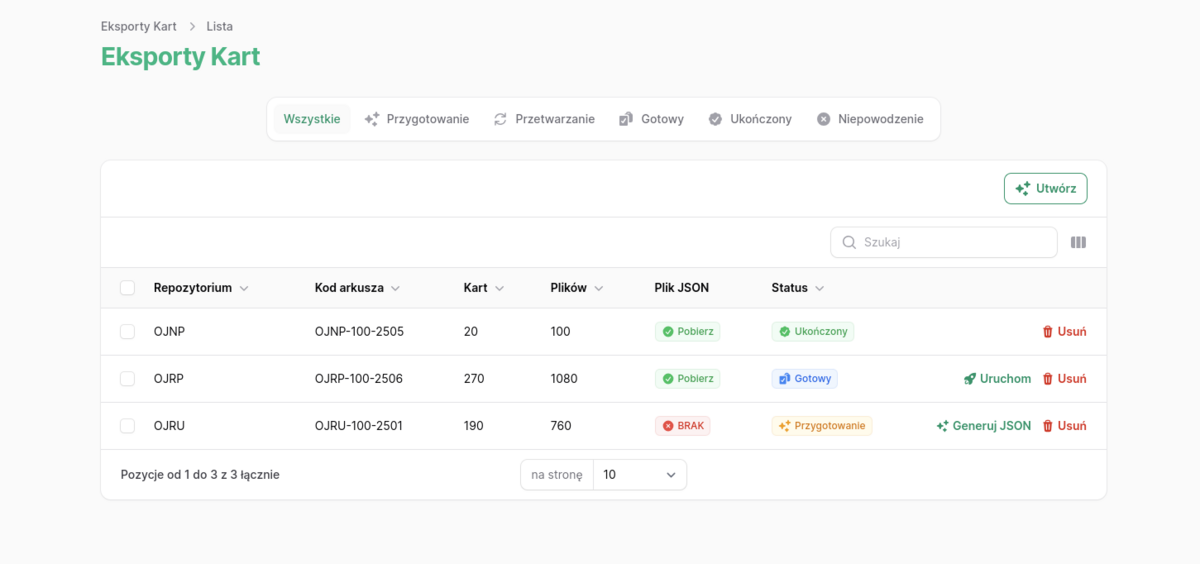 Eksporty Kart > Lista
Eksporty Kart
Wszystkie Przygotowanie Przetwarzanie Gotowy Ukończony Niepowodzenie
Utwórz
Szukaj
Repozytorium Kod arkusza Kart Plików Plik JSON Status
OJNP OJNP-100-2505 20 100 Pobierz Ukończony Usuń
OJRP OJRP-100-2506 270 1080 Pobierz Gotowy Uruchom Usuń
OJRU OJRU-100-2501 190 760 BRAK Przygotowanie Generuj JSON Usuń
Pozycje od 1 do 3 z 3 łącznie na stronę 10